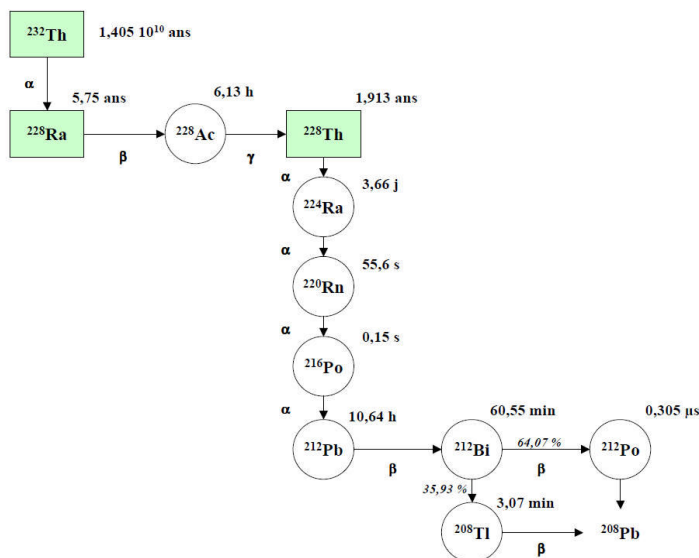 ²³²Th 1,405 10¹⁰ ans
α
5,75 ans 6,13 h 1,913 ans
²²⁸Ra ²²⁸Ac ²²⁸Th
β γ
α 3,66 j
²²⁴Ra
α
55,6 s
²²⁰Rn
α
0,15 s
²¹⁶Po
α
10,64 h 60,55 min 0,305 µs
²¹²Pb ²¹²Bi 64,07 % ²¹²Po
β β
35,93 %
3,07 min
²⁰⁸Tl ²⁰⁸Pb
β